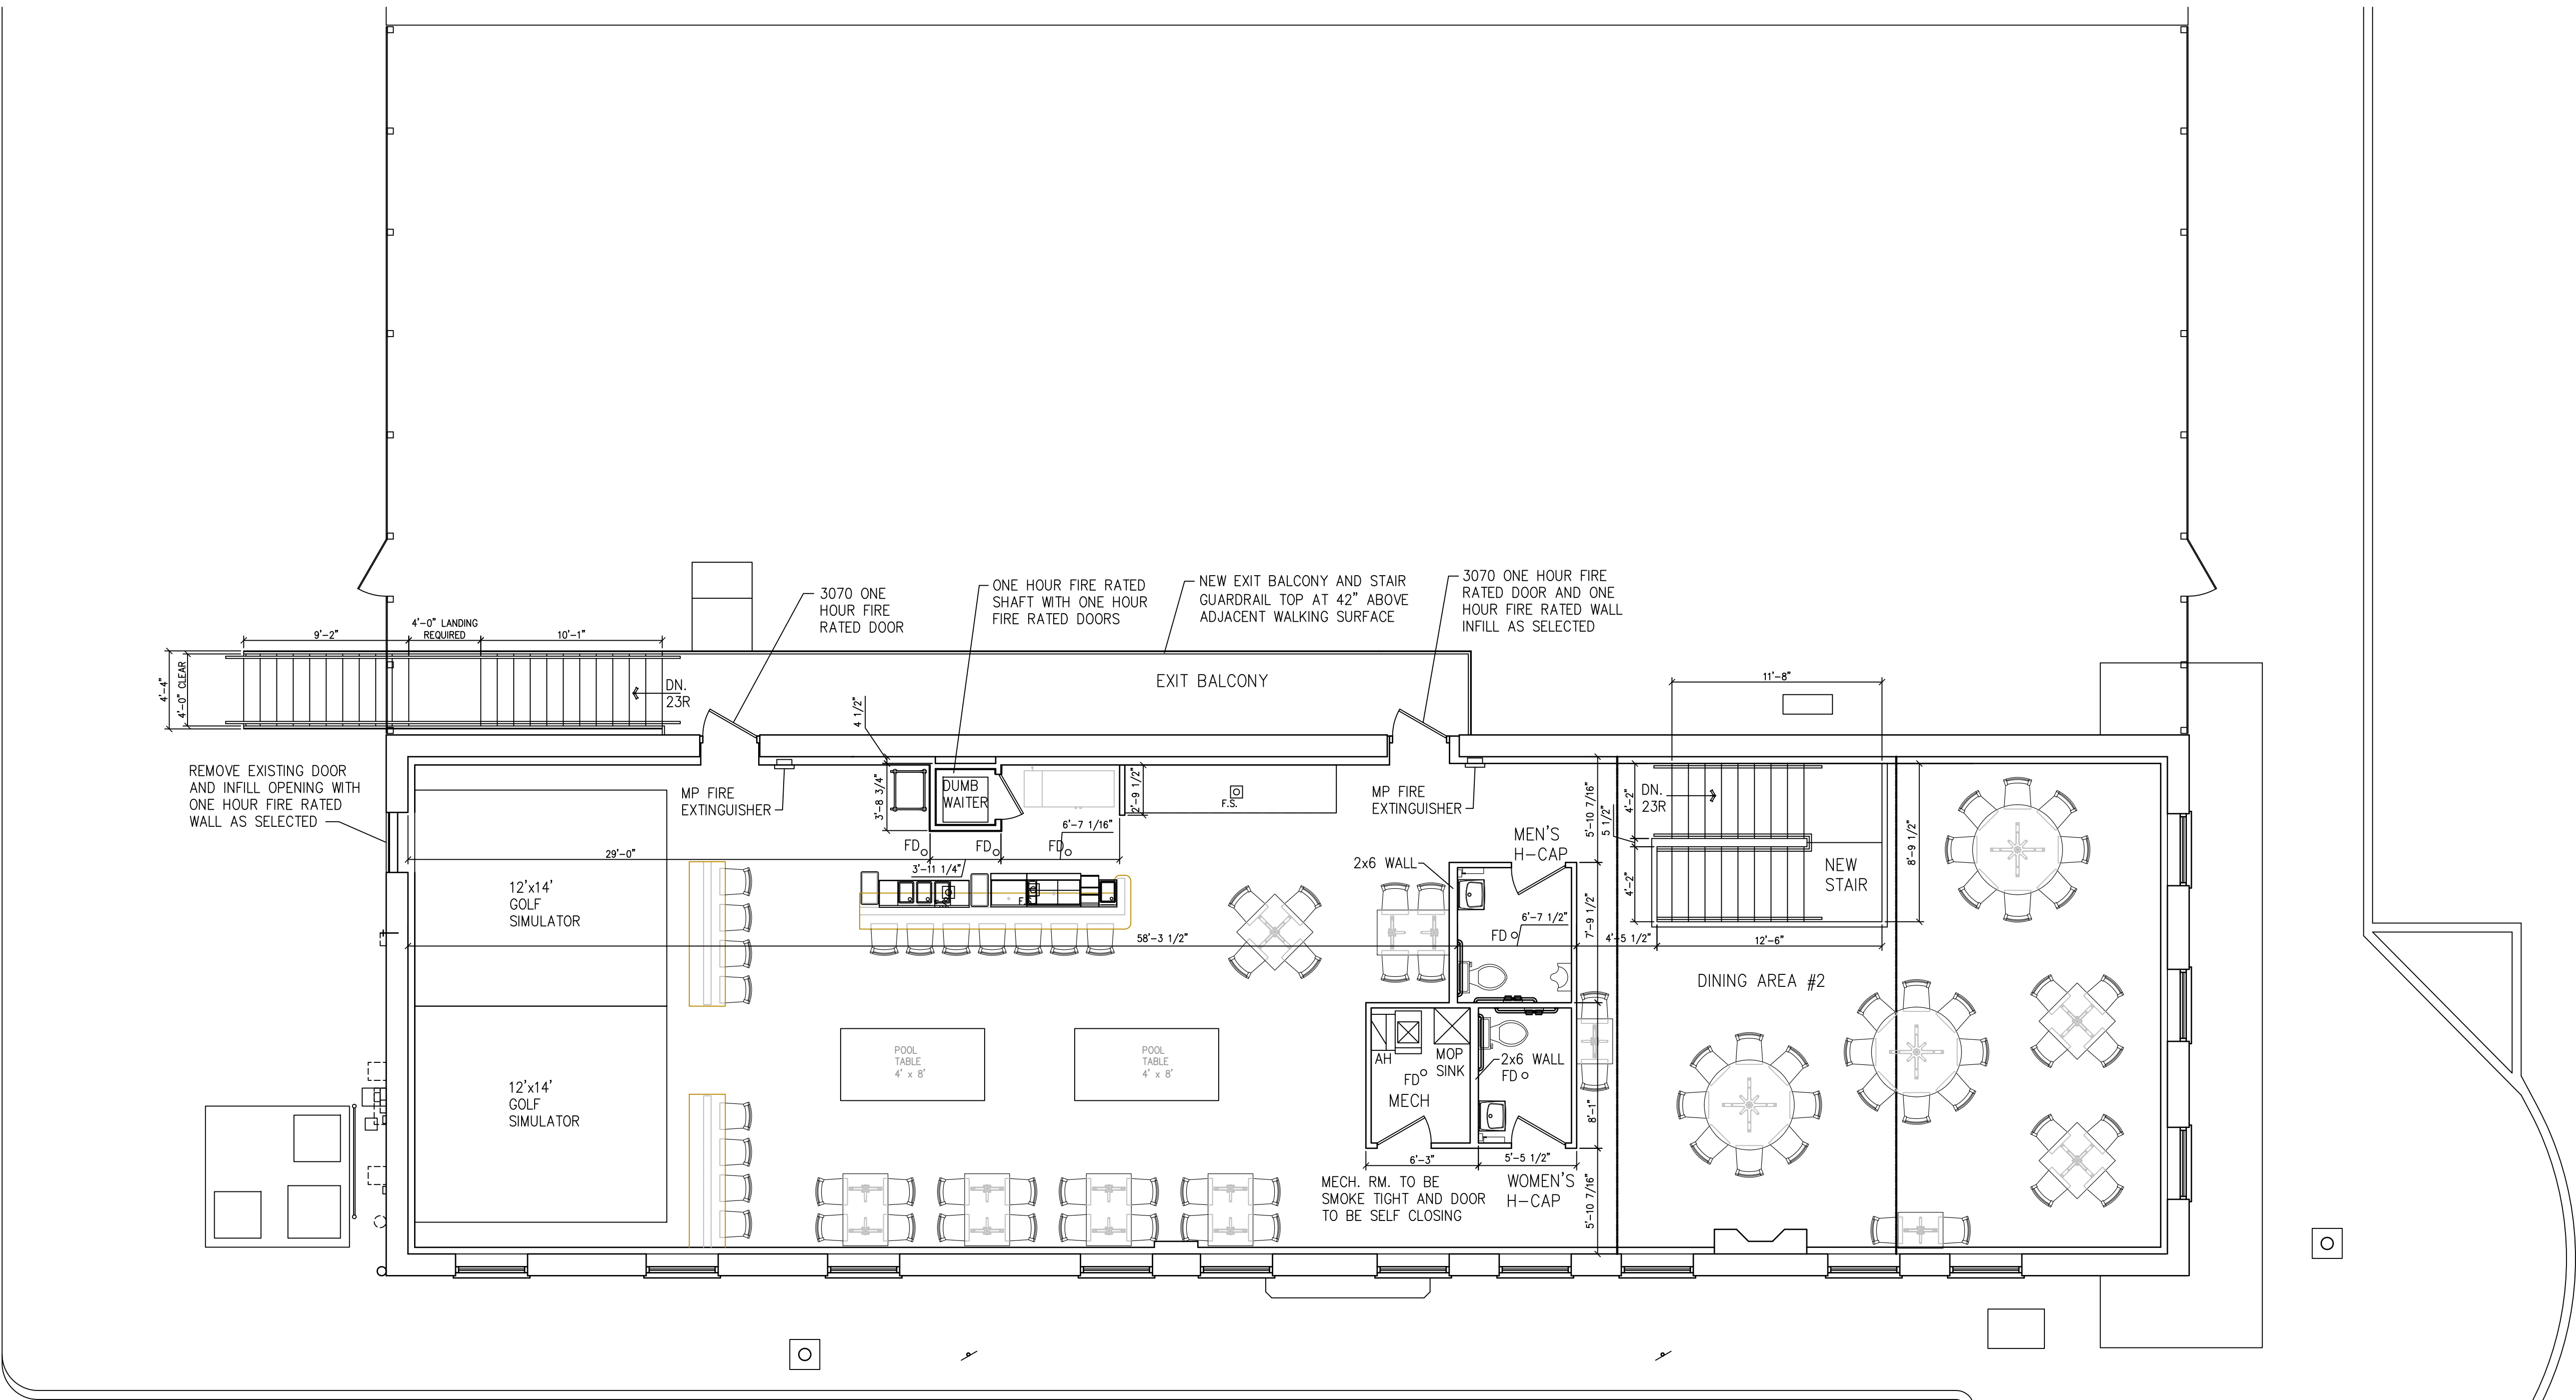 3070 ONE
HOUR FIRE
RATED DOOR
ONE HOUR FIRE RATED
SHAFT WITH ONE HOUR
FIRE RATED DOORS
NEW EXIT BALCONY AND STAIR
GUARDRAIL TOP AT 42" ABOVE
ADJACENT WALKING SURFACE
3070 ONE HOUR FIRE
RATED DOOR AND ONE
HOUR FIRE RATED WALL
INFILL AS SELECTED
9'-2"
4'-0" LANDING
REQUIRED
10'-1"
4'-4"
4'-0" CLEAR
DN.
23R
EXIT BALCONY
11'-8"
4 1/2"
REMOVE EXISTING DOOR
AND INFILL OPENING WITH
ONE HOUR FIRE RATED
WALL AS SELECTED
MP FIRE
EXTINGUISHER
3'-8 3/4"
DUMB
WAITER
2'-9 1/2"
F.S.
MP FIRE
EXTINGUISHER
5'-10 7/16"
5 1/2"
4'-2"
DN.
23R
6'-7 1/16"
FD
FD
FD
29'-0"
3'-11 1/4"
MEN'S
H-CAP
2x6 WALL
8'-9 1/2"
NEW
STAIR
4'-2"
12'x14'
GOLF
SIMULATOR
7'-9 1/2"
6'-7 1/2"
FD
58'-3 1/2"
4'-5 1/2"
12'-6"
DINING AREA #2
POOL
TABLE
4' x 8'
POOL
TABLE
4' x 8'
AH
MOP
SINK
2x6 WALL
FD
FD
MECH
8'-1"
12'x14'
GOLF
SIMULATOR
6'-3"
5'-5 1/2"
MECH. RM. TO BE
SMOKE TIGHT AND DOOR
TO BE SELF CLOSING
WOMEN'S
H-CAP
5'-10 7/16"